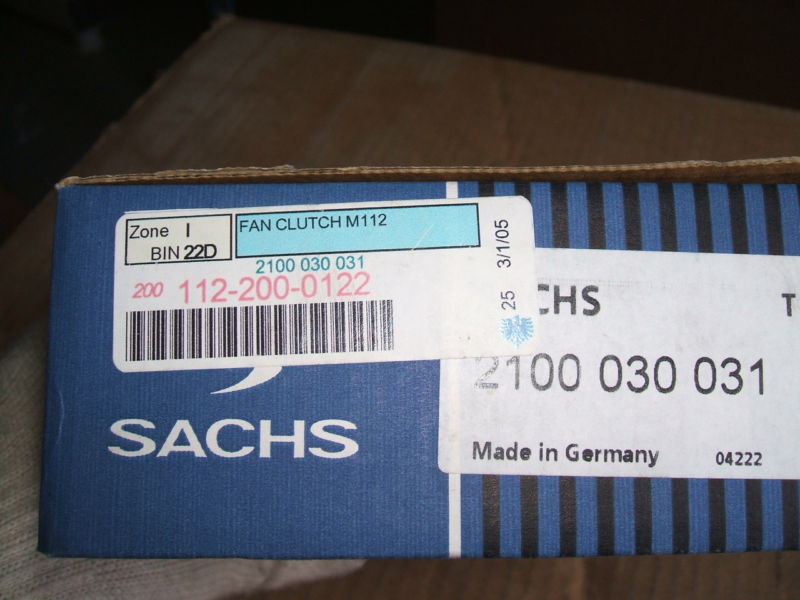 Zone I
BIN 22D
FAN CLUTCH M112
2100 030 031
200 112-200-0122
25 3/1/05
SACHS
CHS
T
2100 030 031
Made in Germany 04222